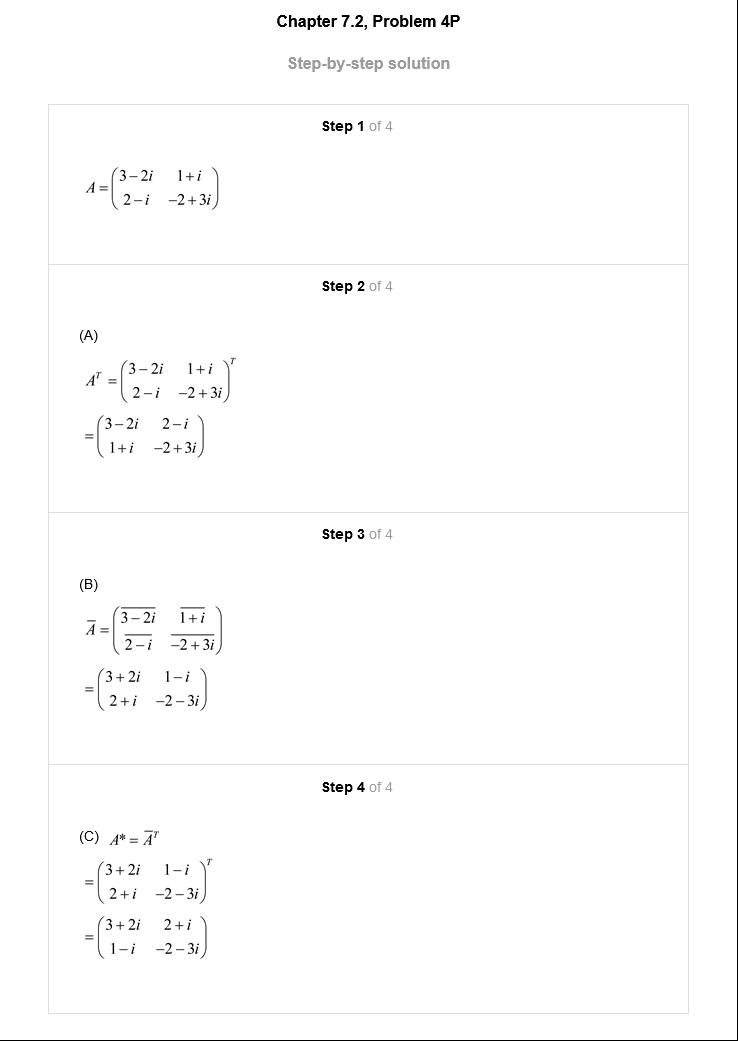 Chapter 7.2, Problem 4P
Step-by-step solution
Step 1 of 4
A = \begin{pmatrix} 3-2i & 1+i \\ 2-i & -2+3i \end{pmatrix}
Step 2 of 4
(A)
A^T = \begin{pmatrix} 3-2i & 1+i \\ 2-i & -2+3i \end{pmatrix}^T
= \begin{pmatrix} 3-2i & 2-i \\ 1+i & -2+3i \end{pmatrix}
Step 3 of 4
(B)
\overline{A} = \begin{pmatrix} \overline{3-2i} & \overline{1+i} \\ \overline{2-i} & \overline{-2+3i} \end{pmatrix}
= \begin{pmatrix} 3+2i & 1-i \\ 2+i & -2-3i \end{pmatrix}
Step 4 of 4
(C) A* = \overline{A}^T
= \begin{pmatrix} 3+2i & 1-i \\ 2+i & -2-3i \end{pmatrix}^T
= \begin{pmatrix} 3+2i & 2+i \\ 1-i & -2-3i \end{pmatrix}